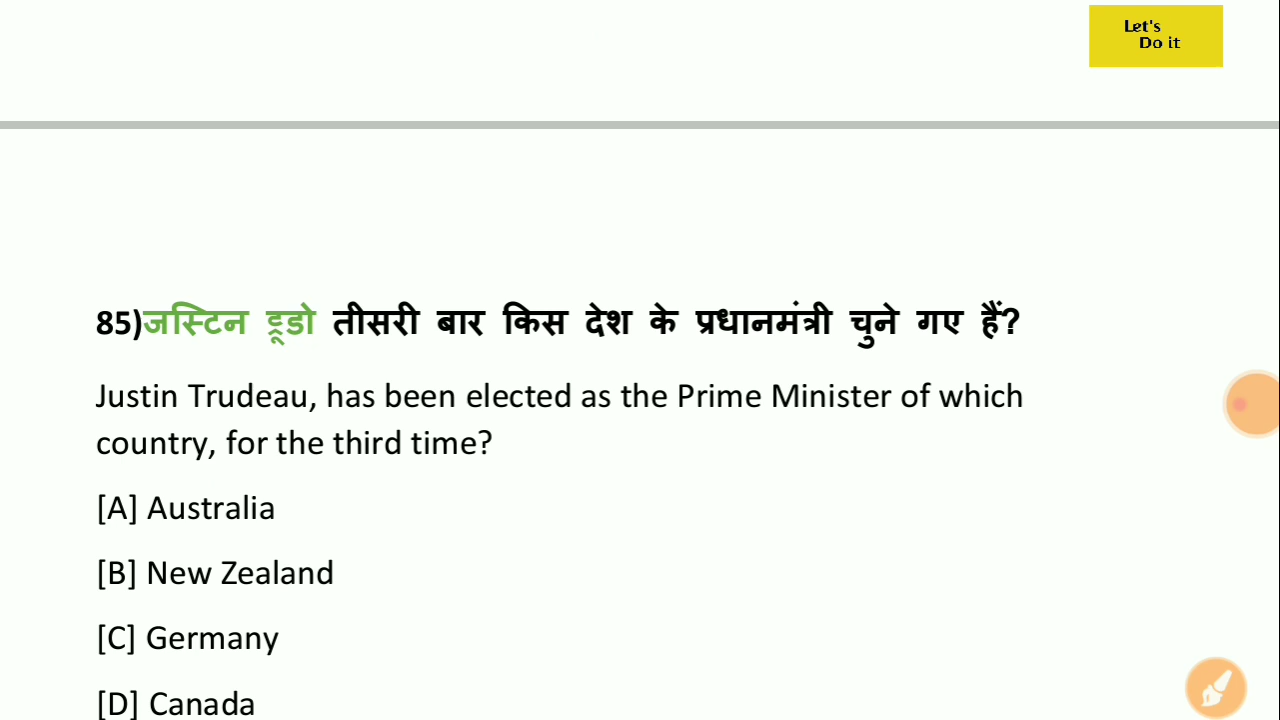 Let's
Do it
85)जस्टिन ड्रूडो तीसरी बार किस देश के प्रधानमंत्री चुने गए हैं?
Justin Trudeau, has been elected as the Prime Minister of which
country, for the third time?
[A] Australia
[B] New Zealand
[C] Germany
[D] Canada